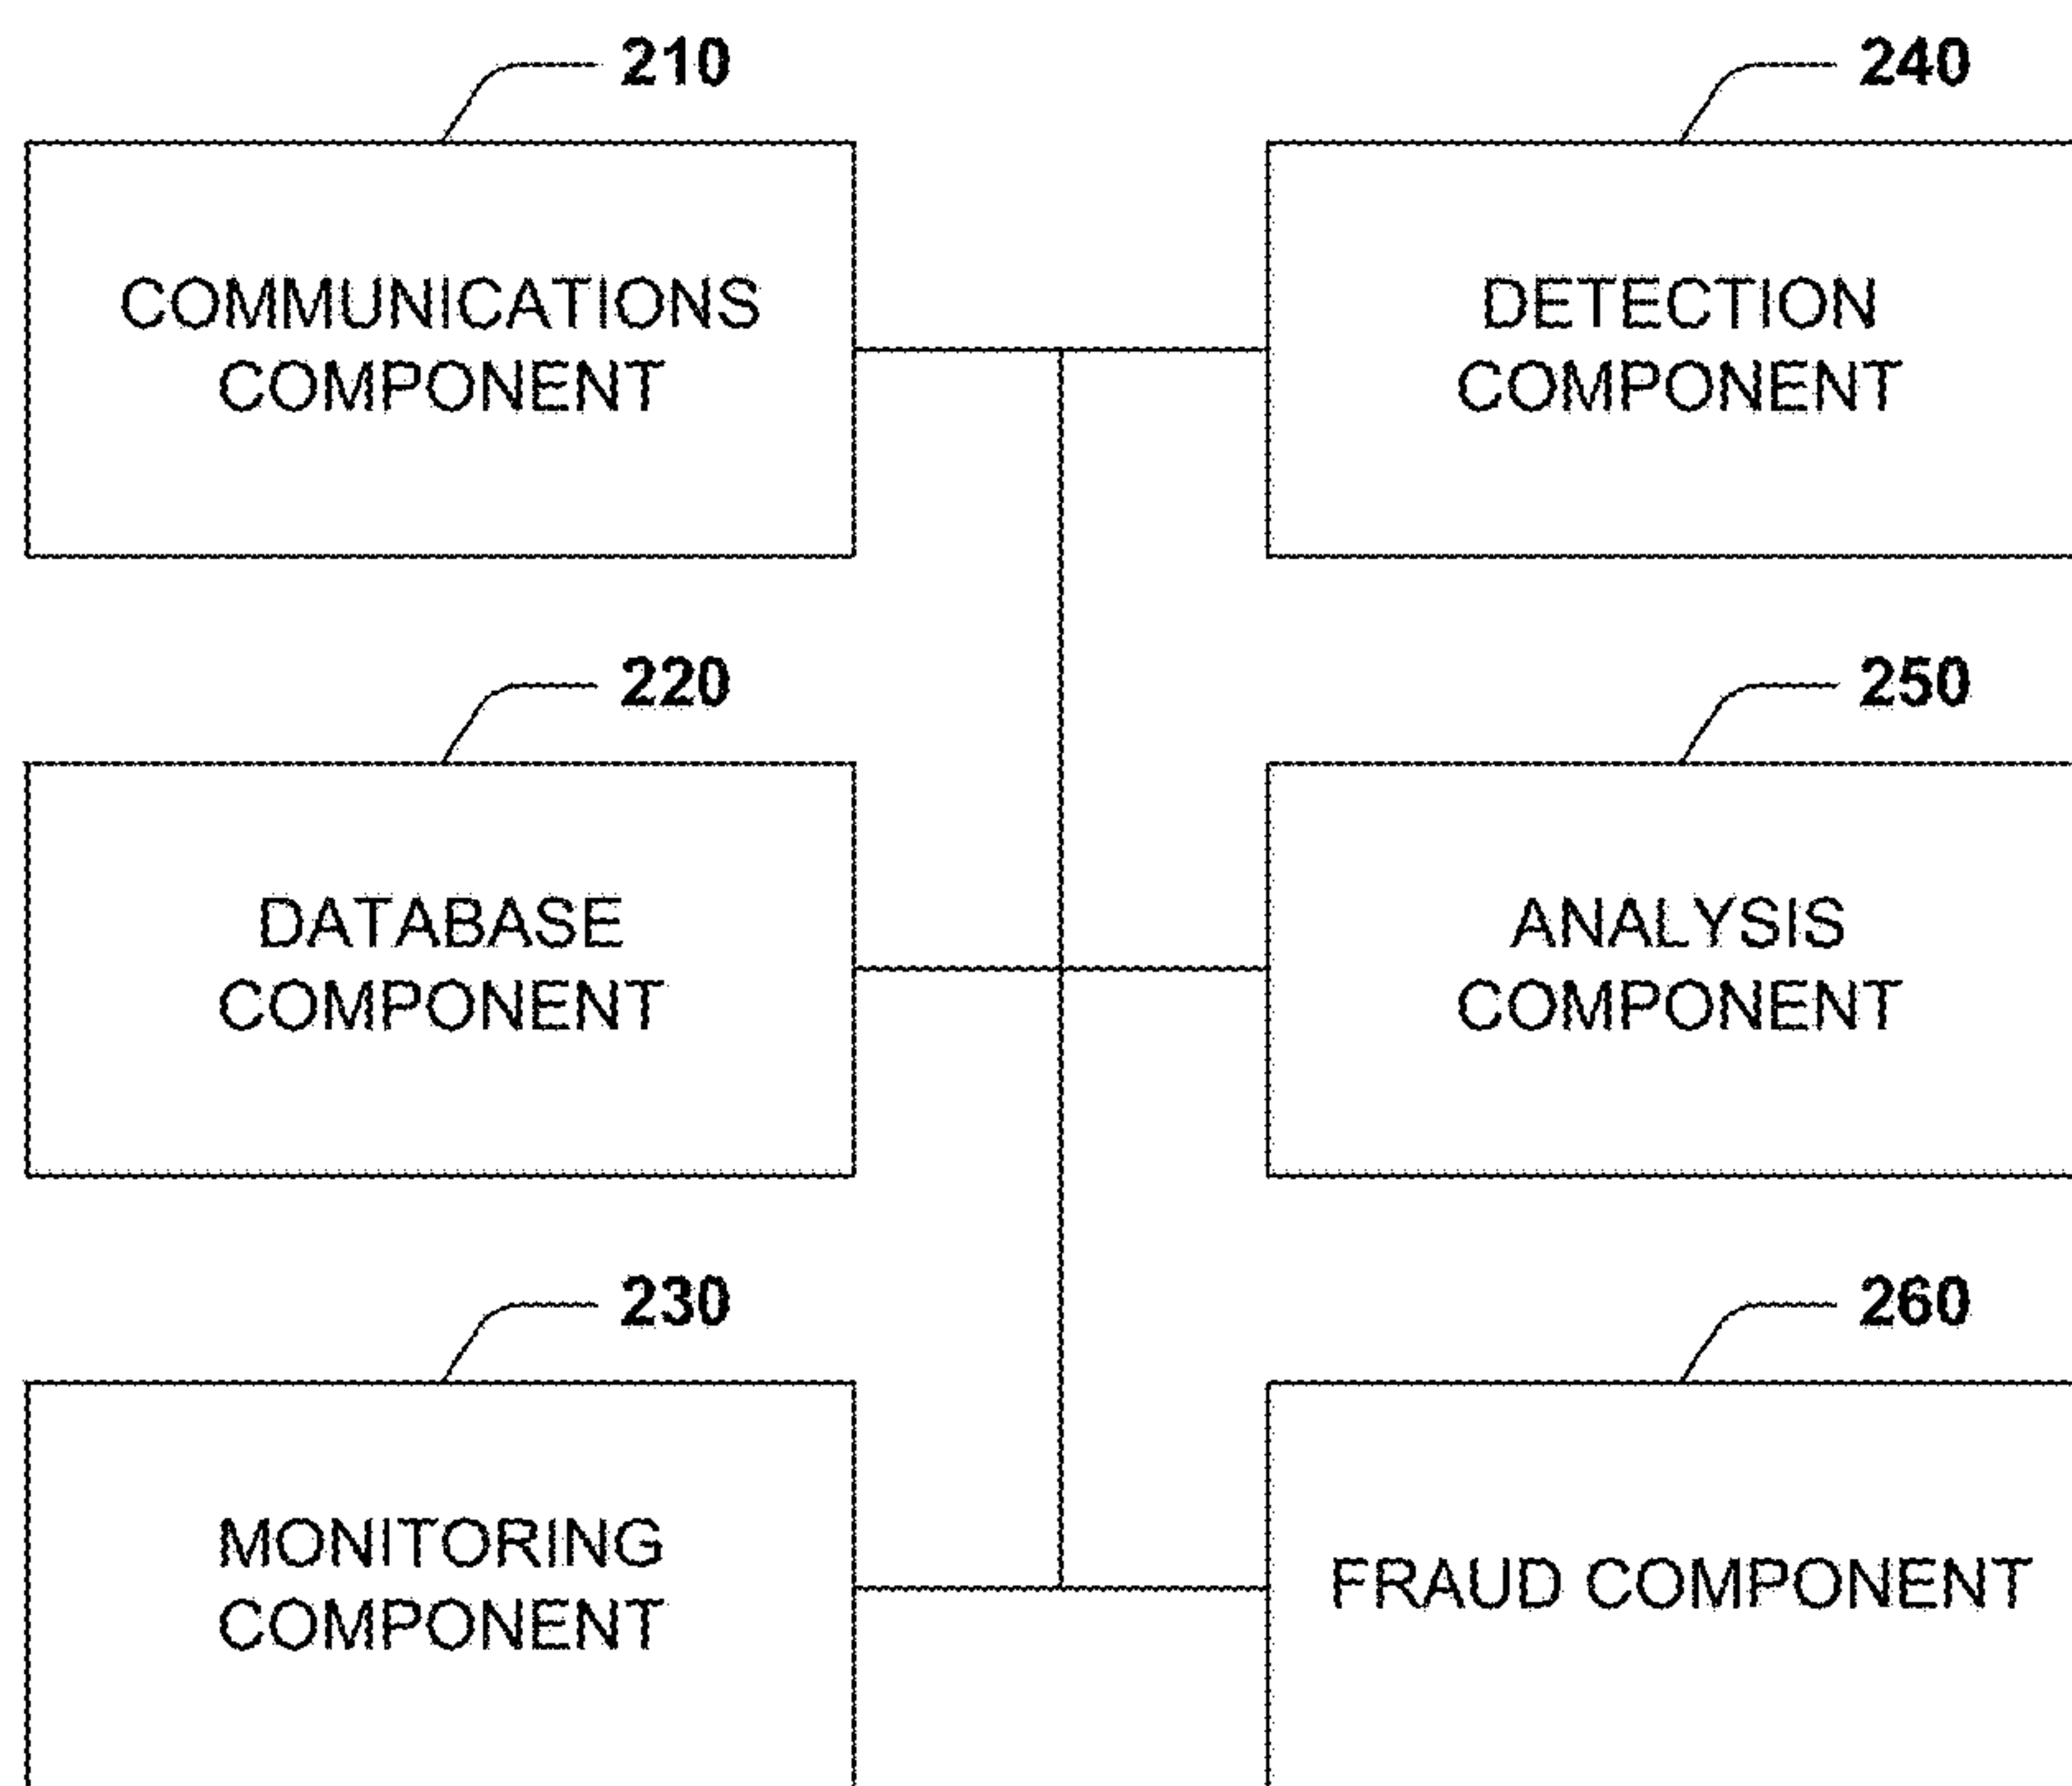 210
240
COMMUNICATIONS
COMPONENT
DETECTION
COMPONENT
220
250
DATABASE
COMPONENT
ANALYSIS
COMPONENT
230
260
MONITORING
COMPONENT
FRAUD COMPONENT